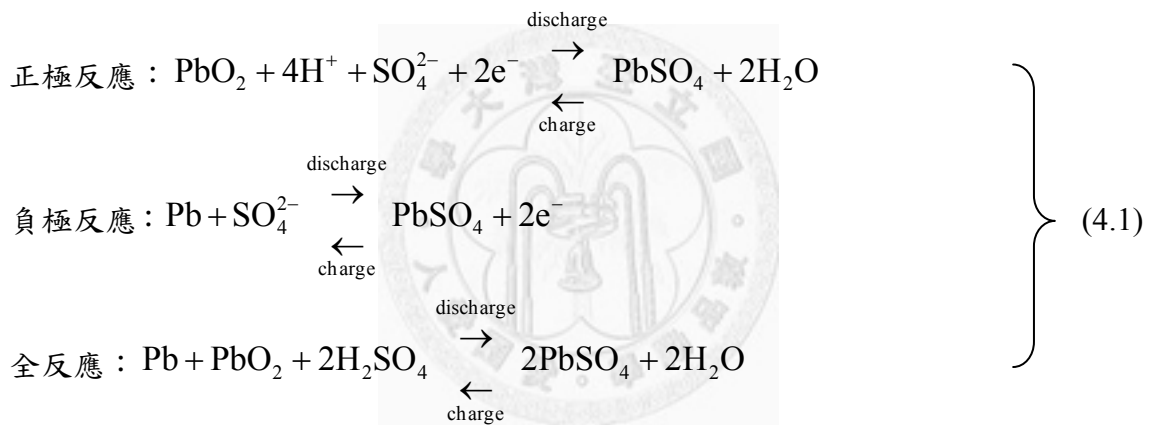 discharge
正極反應：PbO₂ + 4H⁺ + SO₄²⁻ + 2e⁻ → ← PbSO₄ + 2H₂O
charge
discharge
負極反應：Pb + SO₄²⁻ → ← PbSO₄ + 2e⁻ (4.1)
charge
discharge
全反應：Pb + PbO₂ + 2H₂SO₄ → ← 2PbSO₄ + 2H₂O
charge